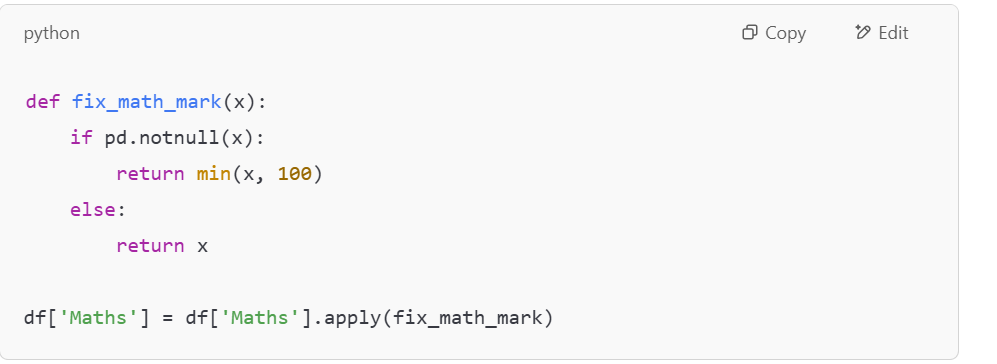 python
Copy
Edit
def fix_math_mark(x):
    if pd.notnull(x):
        return min(x, 100)
    else:
        return x
df['Maths'] = df['Maths'].apply(fix_math_mark)